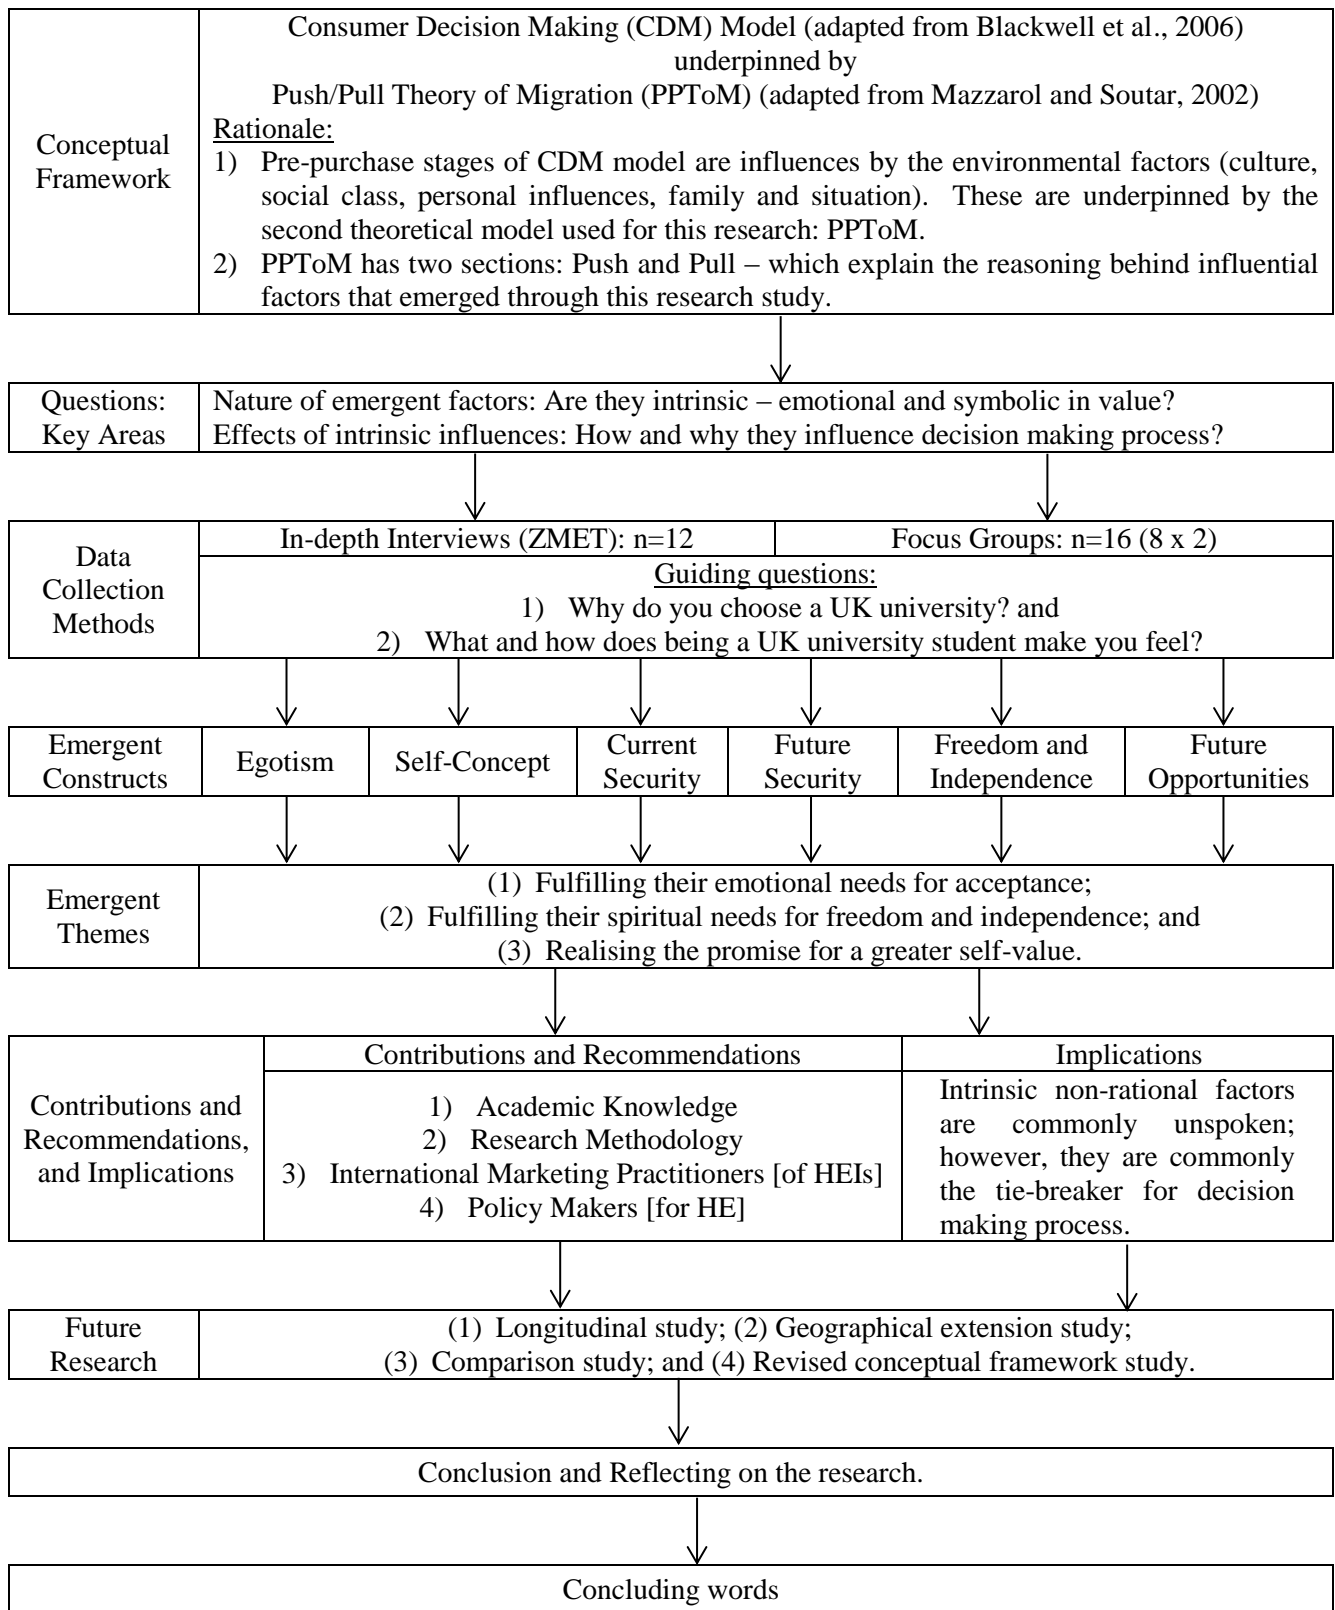 Consumer Decision Making (CDM) Model (adapted from Blackwell et al., 2006)
underpinned by
Push/Pull Theory of Migration (PPToM) (adapted from Mazzarol and Soutar, 2002)
Conceptual
Framework
Rationale:
1) Pre-purchase stages of CDM model are influences by the environmental factors (culture,
social class, personal influences, family and situation). These are underpinned by the
second theoretical model used for this research: PPToM.
2) PPToM has two sections: Push and Pull – which explain the reasoning behind influential
factors that emerged through this research study.
Questions:
Key Areas
Nature of emergent factors: Are they intrinsic – emotional and symbolic in value?
Effects of intrinsic influences: How and why they influence decision making process?
Data
Collection
Methods
In-depth Interviews (ZMET): n=12
Focus Groups: n=16 (8 x 2)
Guiding questions:
1) Why do you choose a UK university? and
2) What and how does being a UK university student make you feel?
Emergent
Constructs
Egotism
Self-Concept
Current
Security
Future
Security
Freedom and
Independence
Future
Opportunities
Emergent
Themes
(1) Fulfilling their emotional needs for acceptance;
(2) Fulfilling their spiritual needs for freedom and independence; and
(3) Realising the promise for a greater self-value.
Contributions and
Recommendations,
and Implications
Contributions and Recommendations
1) Academic Knowledge
2) Research Methodology
3) International Marketing Practitioners [of HEIs]
4) Policy Makers [for HE]
Implications
Intrinsic non-rational factors
are commonly unspoken;
however, they are commonly
the tie-breaker for decision
making process.
Future
Research
(1) Longitudinal study; (2) Geographical extension study;
(3) Comparison study; and (4) Revised conceptual framework study.
Conclusion and Reflecting on the research.
Concluding words